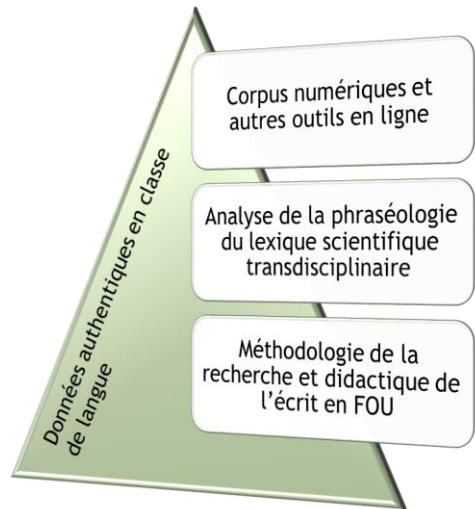 Corpus numériques et
autres outils en ligne
Analyse de la phraséologie
du lexique scientifique
transdisciplinaire
Méthodologie de la
recherche et didactique de
l'écrit en FOU
Données authentiques en classe
de langue